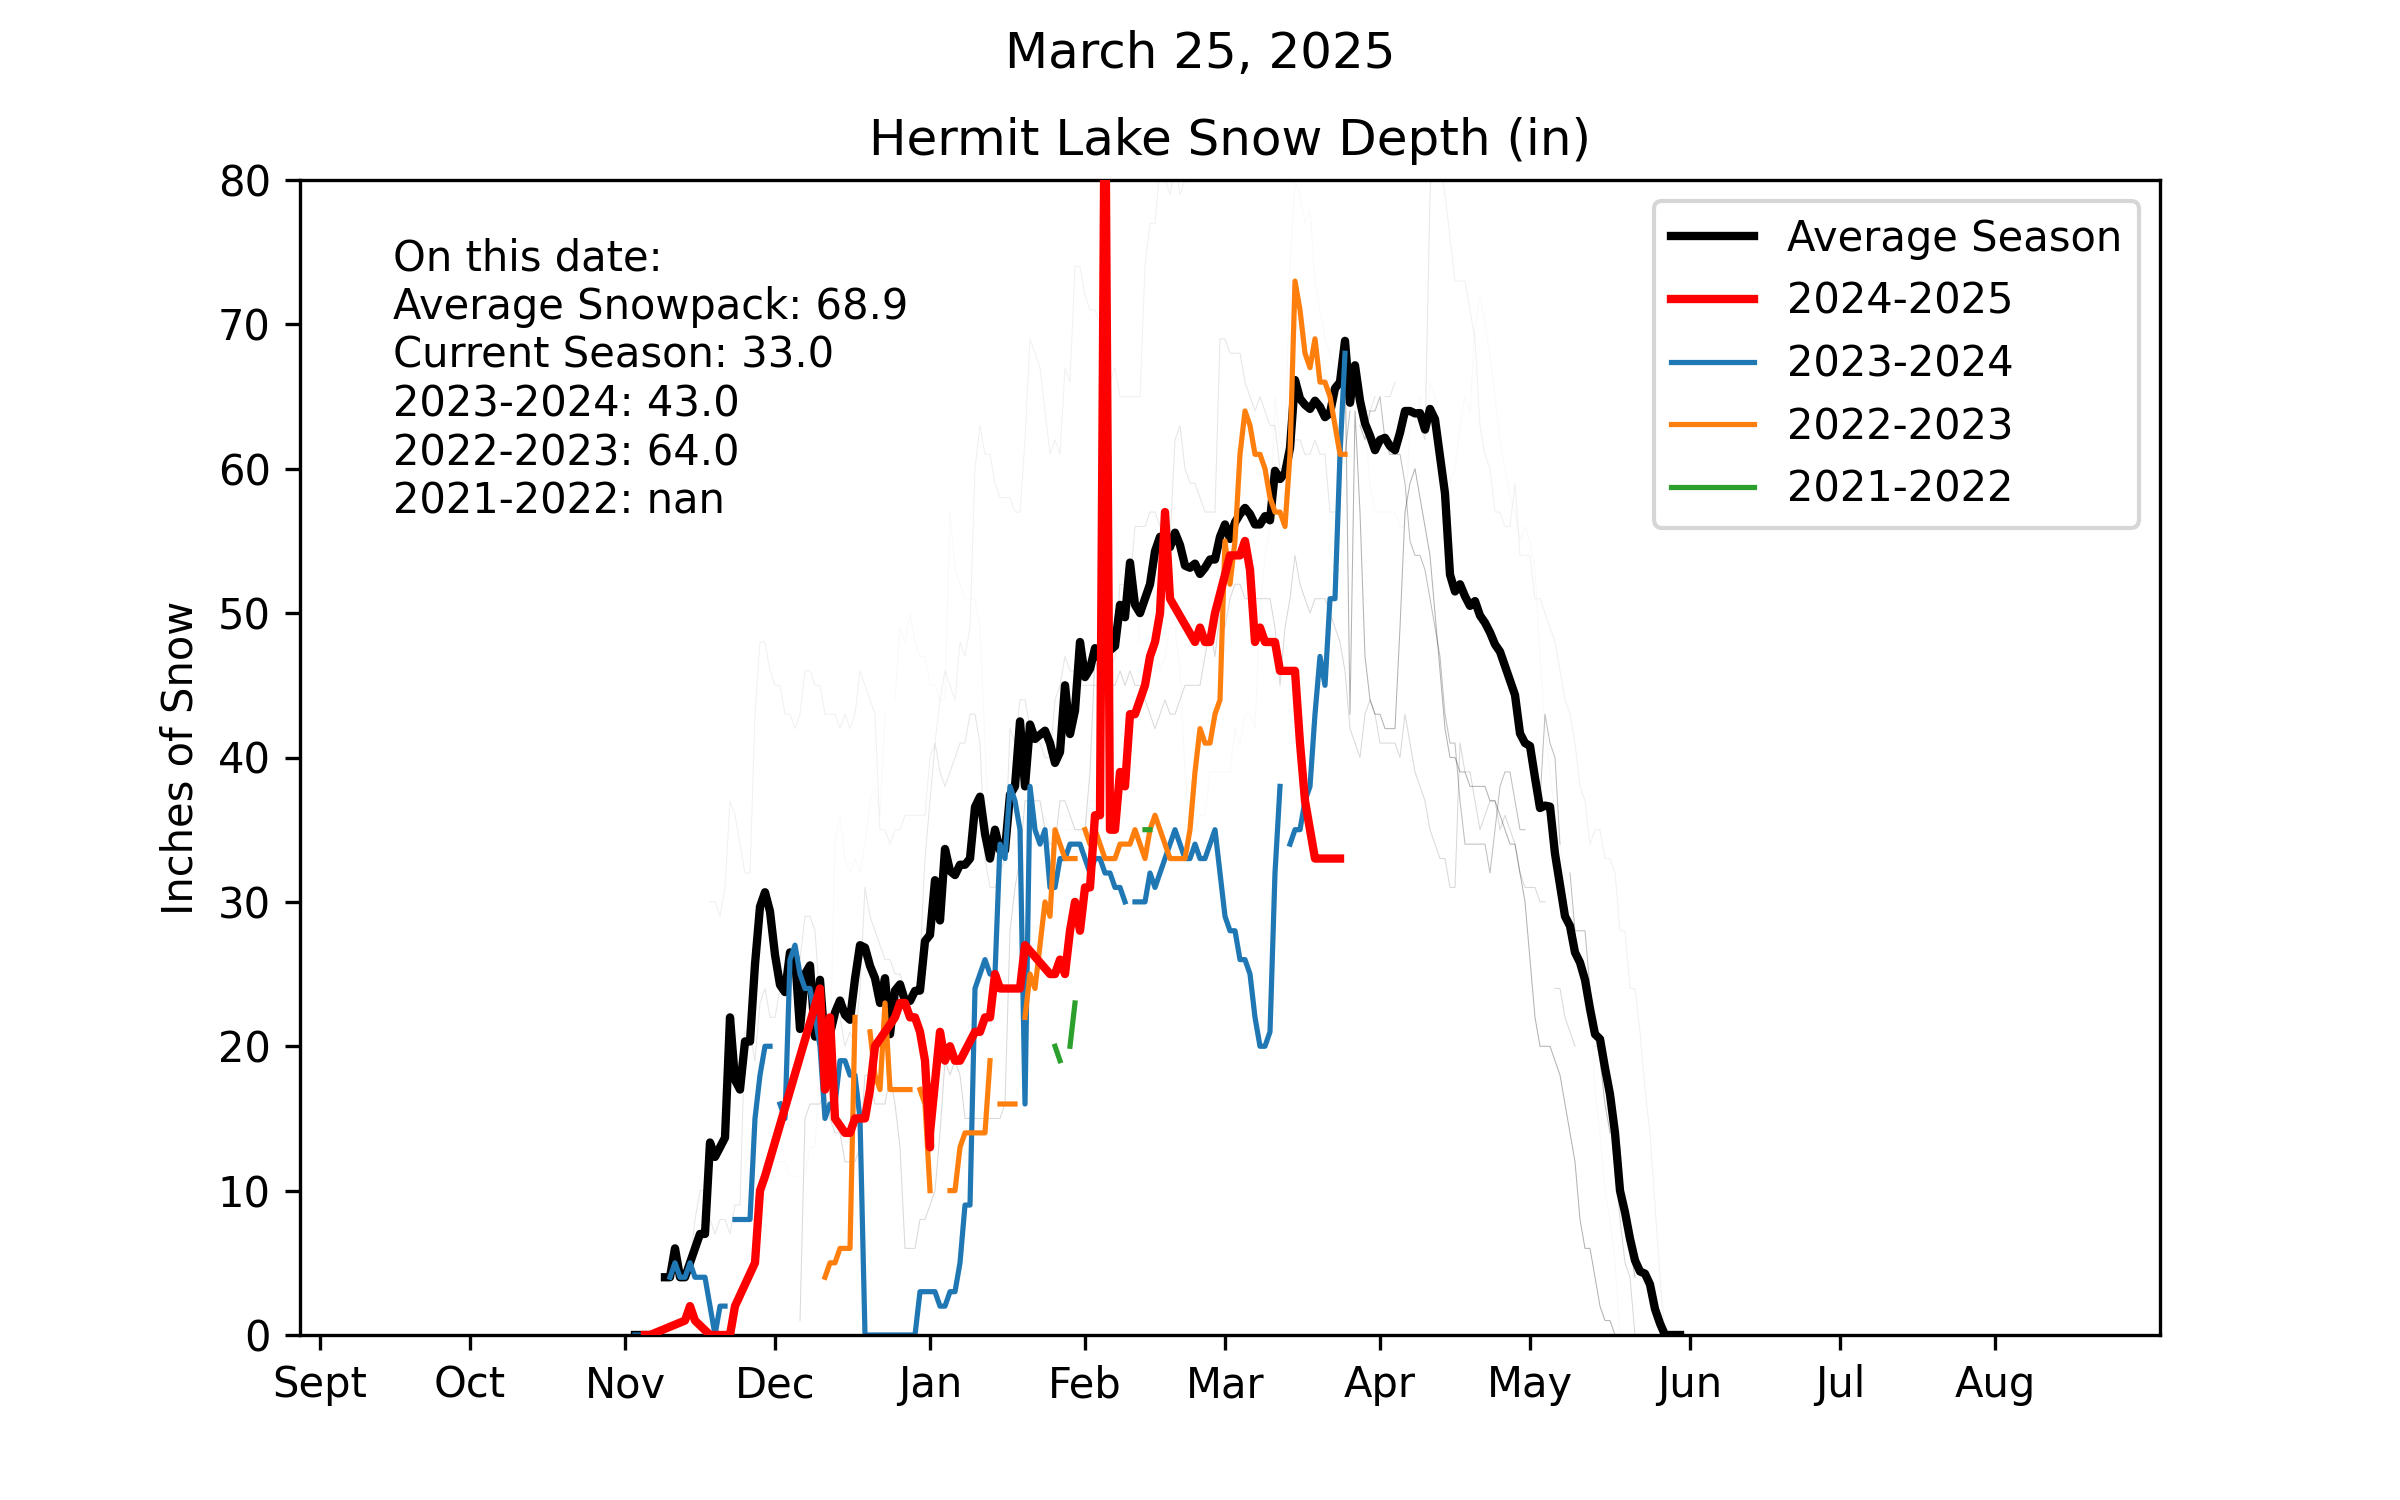 March 25, 2025
Hermit Lake Snow Depth (in)
80
70
60
50
40
30
20
10
0
Inches of Snow
On this date:
Average Snowpack: 68.9
Current Season: 33.0
2023-2024: 43.0
2022-2023: 64.0
2021-2022: nan
Average Season
2024-2025
2023-2024
2022-2023
2021-2022
Sept Oct Nov Dec Jan Feb Mar Apr May Jun Jul Aug